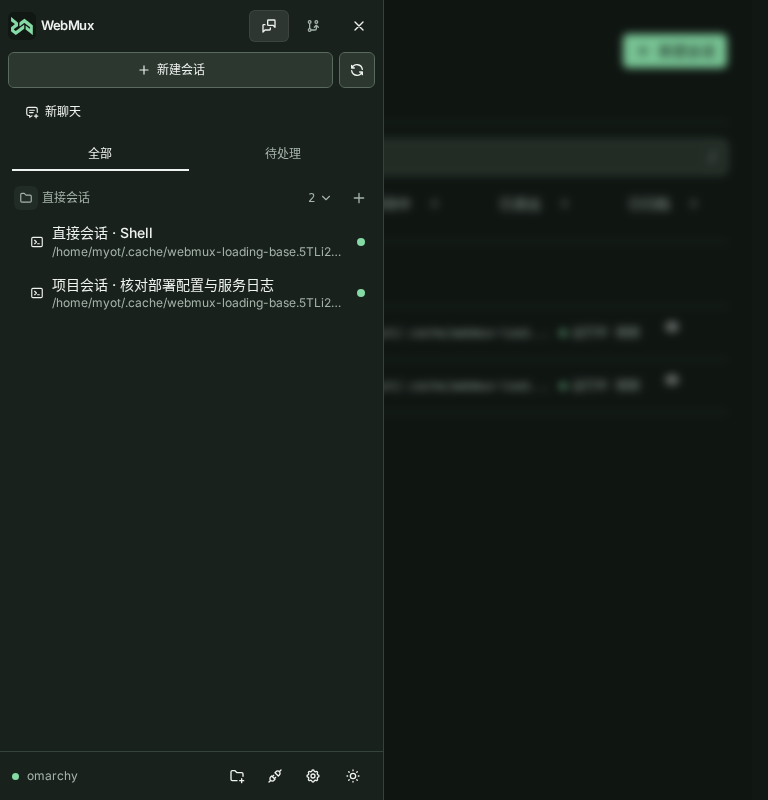 WebMux
新建会话
新聊天
全部
待处理
直接会话
2
直接会话 · Shell
/home/myot/.cache/webmux-loading-base.5TLi2...
项目会话 · 核对部署配置与服务日志
/home/myot/.cache/webmux-loading-base.5TLi2...
omarchy